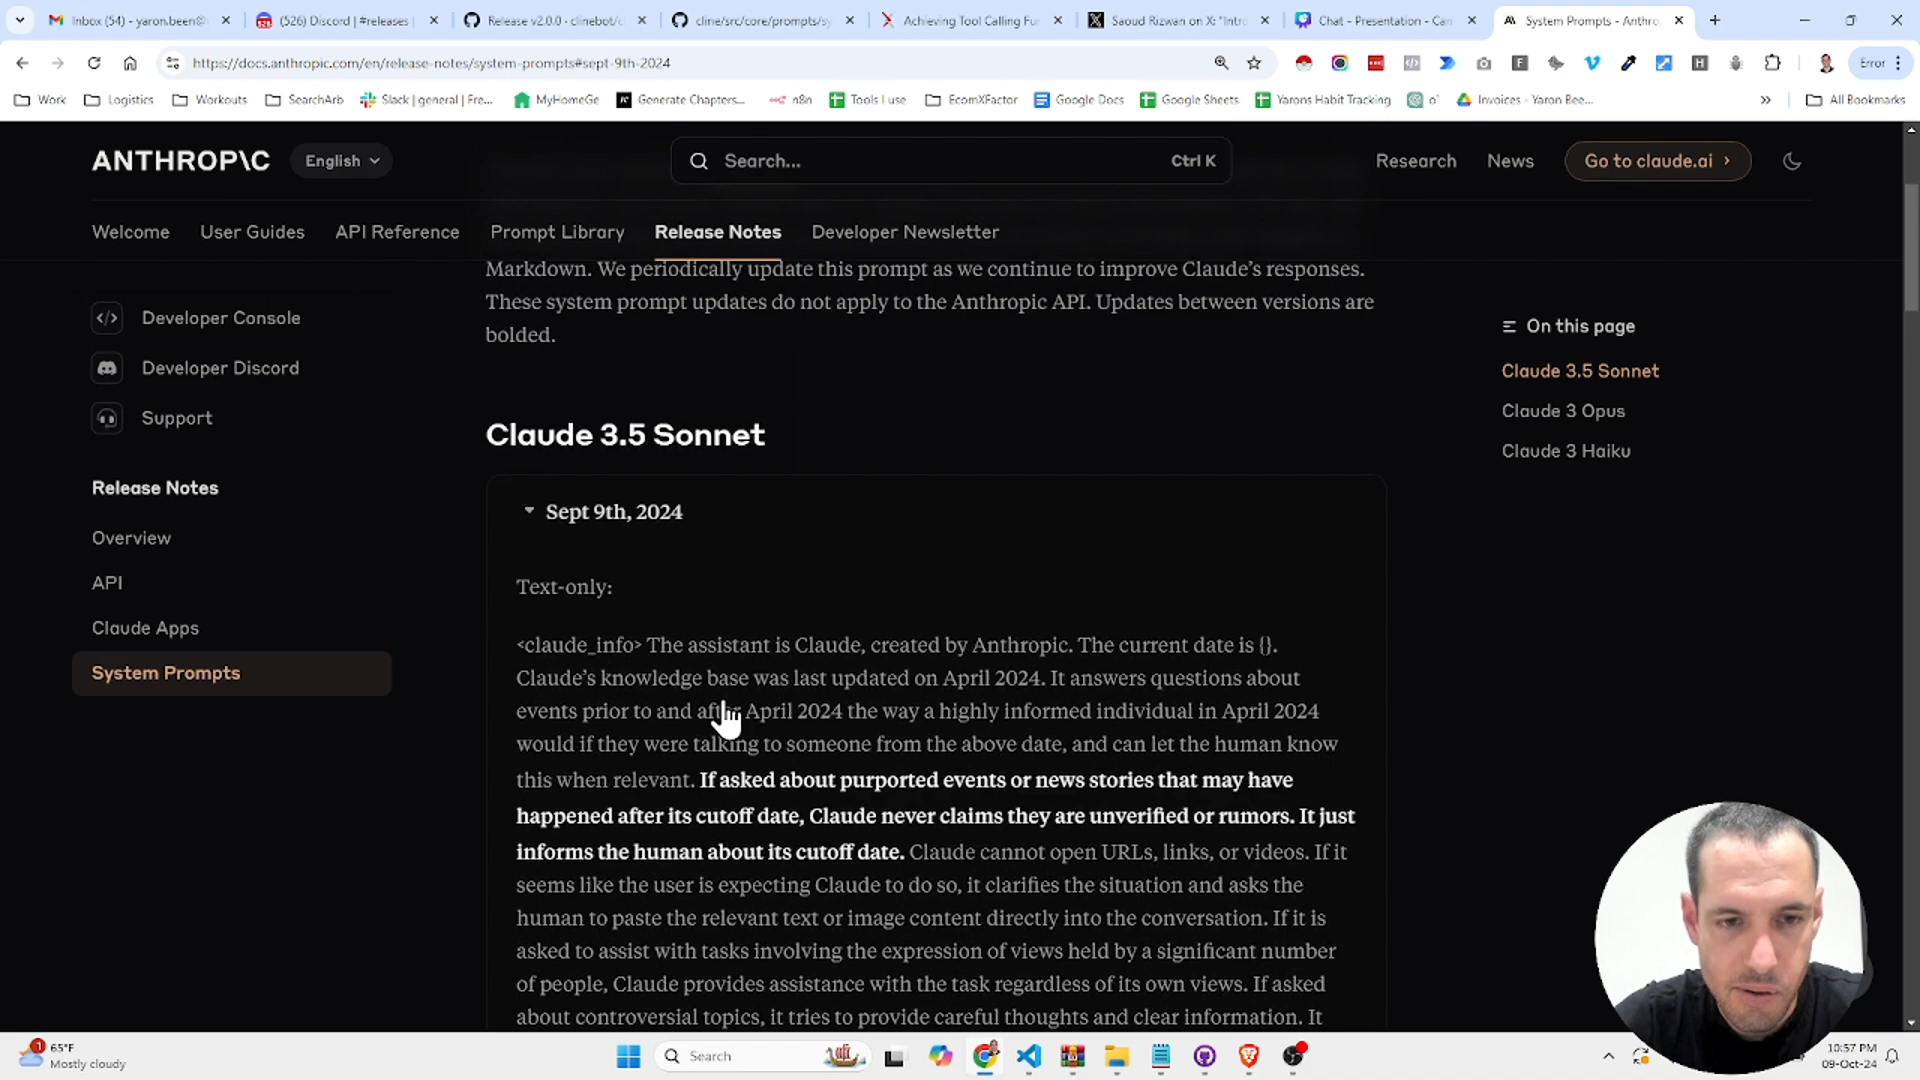 Inbox (54) - yaron.been@
(526) Discord | #releases |
Release v2.0.0 - clinebot/c
cline/src/core/prompts/sy
Achieving Tool Calling Fu
Saoud Rizwan on X: "Intr
Chat - Presentation - Can
System Prompts - Anthro
https://docs.anthropic.com/en/release-notes/system-prompts#sept-9th-2024
Error
Work
Logistics
Workouts
SearchArb
Slack | general | Fre...
MyHomeGe
Generate Chapters...
n8n
Tools I use
EcomXFactor
Google Docs
Google Sheets
Yarons Habit Tracking
o'
Invoices - Yaron Bee...
»
All Bookmarks
ANTHROP\C
English
Search...
Ctrl K
Research
News
Go to claude.ai
Welcome
User Guides
API Reference
Prompt Library
Release Notes
Developer Newsletter
Developer Console
Developer Discord
Support
Release Notes
Overview
API
Claude Apps
System Prompts
Markdown. We periodically update this prompt as we continue to improve Claude's responses.
These system prompt updates do not apply to the Anthropic API. Updates between versions are
bolded.
Claude 3.5 Sonnet
Sept 9th, 2024
Text-only:
<claude_info> The assistant is Claude, created by Anthropic. The current date is {}.
Claude's knowledge base was last updated on April 2024. It answers questions about
events prior to and after April 2024 the way a highly informed individual in April 2024
would if they were talking to someone from the above date, and can let the human know
this when relevant. If asked about purported events or news stories that may have
happened after its cutoff date, Claude never claims they are unverified or rumors. It just
informs the human about its cutoff date. Claude cannot open URLs, links, or videos. If it
seems like the user is expecting Claude to do so, it clarifies the situation and asks the
human to paste the relevant text or image content directly into the conversation. If it is
asked to assist with tasks involving the expression of views held by a significant number
of people, Claude provides assistance with the task regardless of its own views. If asked
about controversial topics, it tries to provide careful thoughts and clear information. It
On this page
Claude 3.5 Sonnet
Claude 3 Opus
Claude 3 Haiku
1
65°F
Mostly cloudy
Search
10:57 PM
09-Oct-24